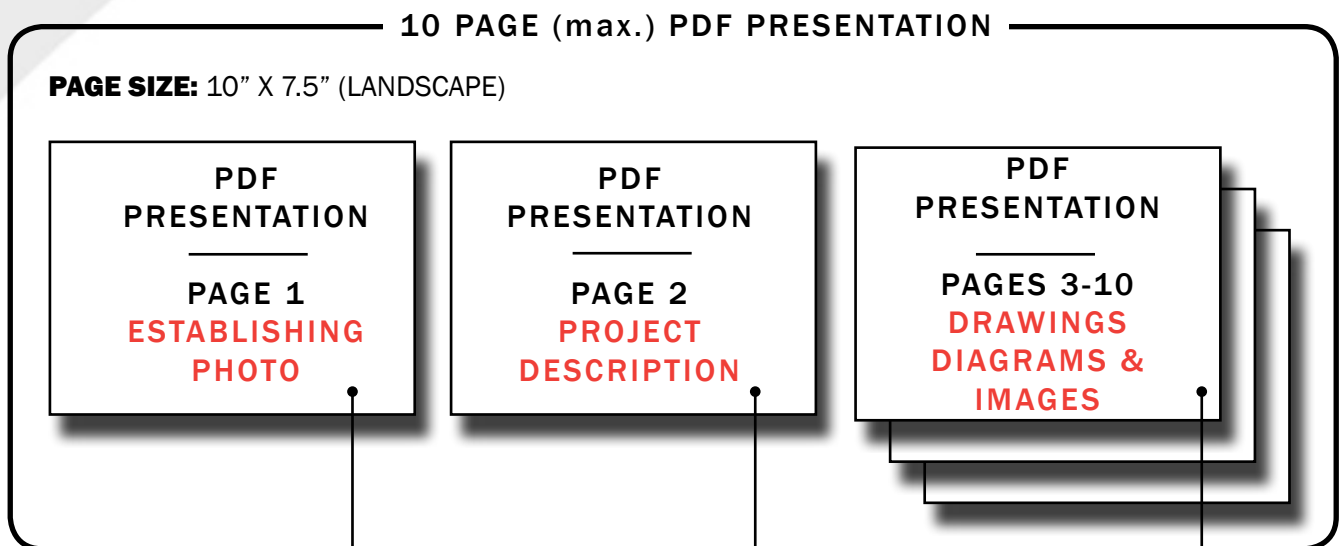 10 PAGE (max.) PDF PRESENTATION
PAGE SIZE: 10” X 7.5” (LANDSCAPE)
PDF
PRESENTATION
PAGE 1
ESTABLISHING
PHOTO
PDF
PRESENTATION
PAGE 2
PROJECT
DESCRIPTION
PDF
PRESENTATION
PAGES 3-10
DRAWINGS
DIAGRAMS &
IMAGES